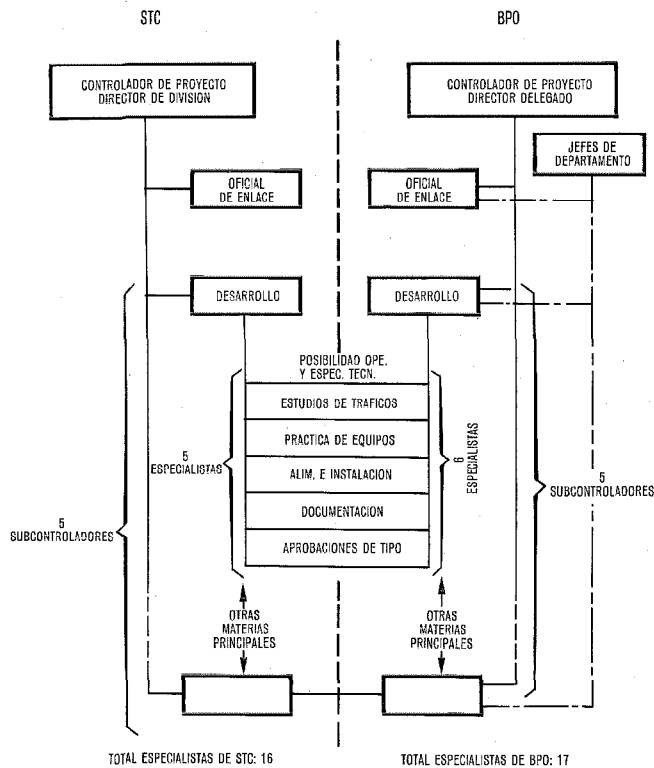 STC
BPO
CONTROLADOR DE PROYECTO
DIRECTOR DE DIVISION
CONTROLADOR DE PROYECTO
DIRECTOR DELEGADO
JEFES DE
DEPARTAMENTO
OFICIAL
DE ENLACE
OFICIAL
DE ENLACE
DESARROLLO
DESARROLLO
POSIBILIDAD OPE.
Y ESPEC. TECN.
ESTUDIOS DE TRAFICOS
PRACTICA DE EQUIPOS
ALIM. E INSTALACION
DOCUMENTACION
APROBACIONES DE TIPO
5
ESPECIALISTAS
6
ESPECIALISTAS
5
SUBCONTROLADORES
5
SUBCONTROLADORES
OTRAS
MATERIAS
PRINCIPALES
OTRAS
MATERIAS
PRINCIPALES
TOTAL ESPECIALISTAS DE STC: 16
TOTAL ESPECIALISTAS DE BPO: 17